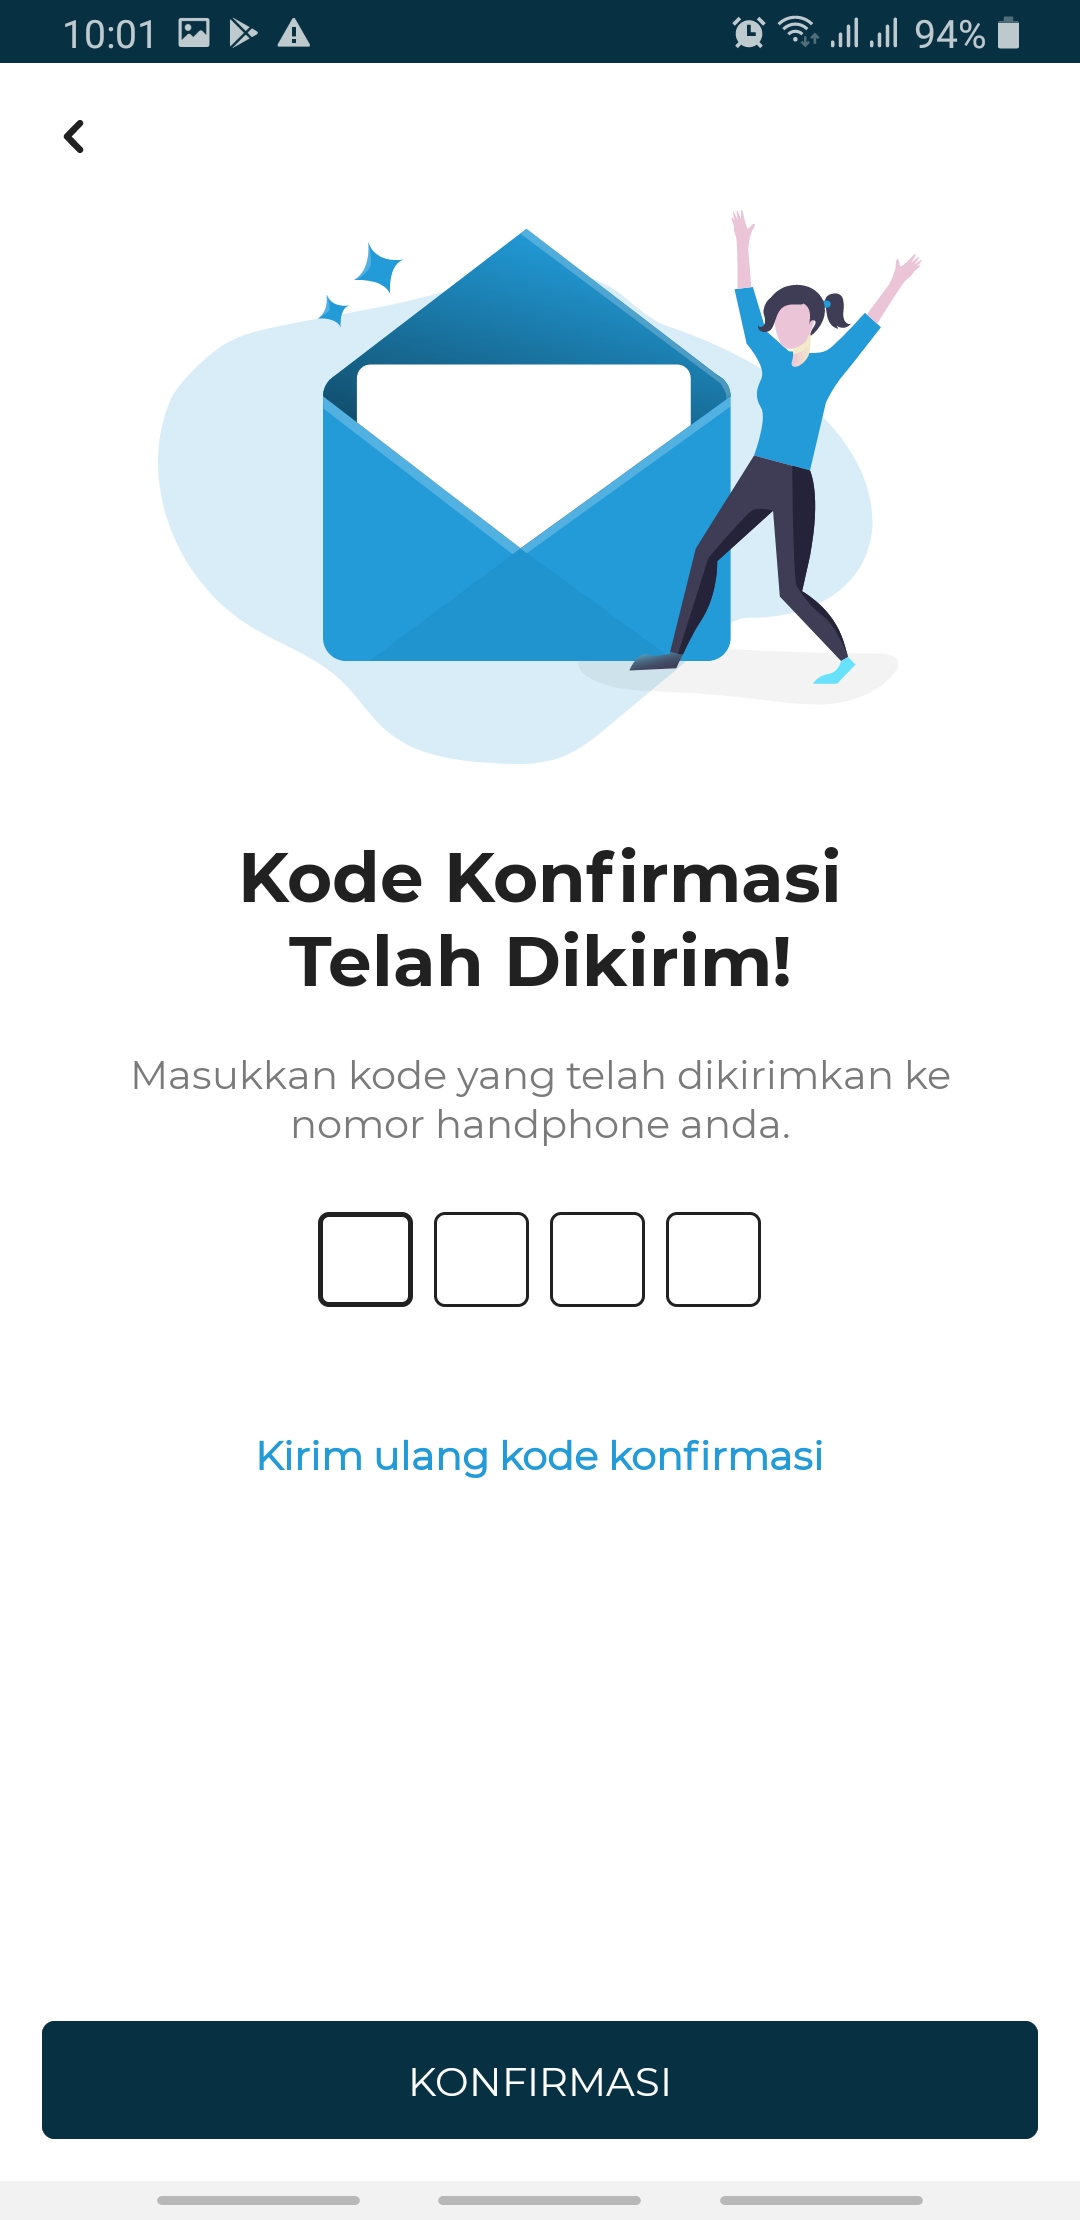 10:01 94%
Kode Konfirmasi
Telah Dikirim!
Masukkan kode yang telah dikirimkan ke
nomor handphone anda.
Kirim ulang kode konfirmasi
KONFIRMASI